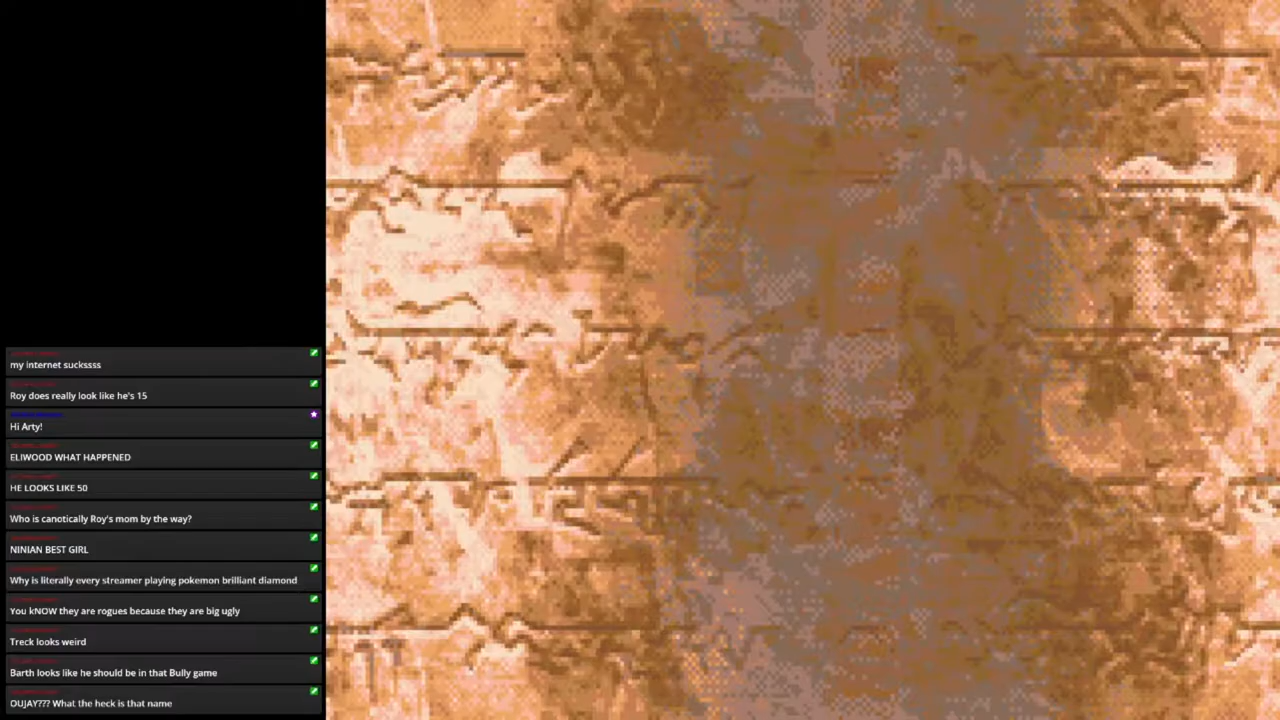 my internet suckssss
Roy does really look like he's 15
Hi Arty!
ELIWOOD WHAT HAPPENED
HE LOOKS LIKE 50
Who is canotically Roy's mom by the way?
NINIAN BEST GIRL
Why is literally every streamer playing pokemon brilliant diamond
You kNOW they are rogues because they are big ugly
Treck looks weird
Barth looks like he should be in that Bully game
OUJAY??? What the heck is that name